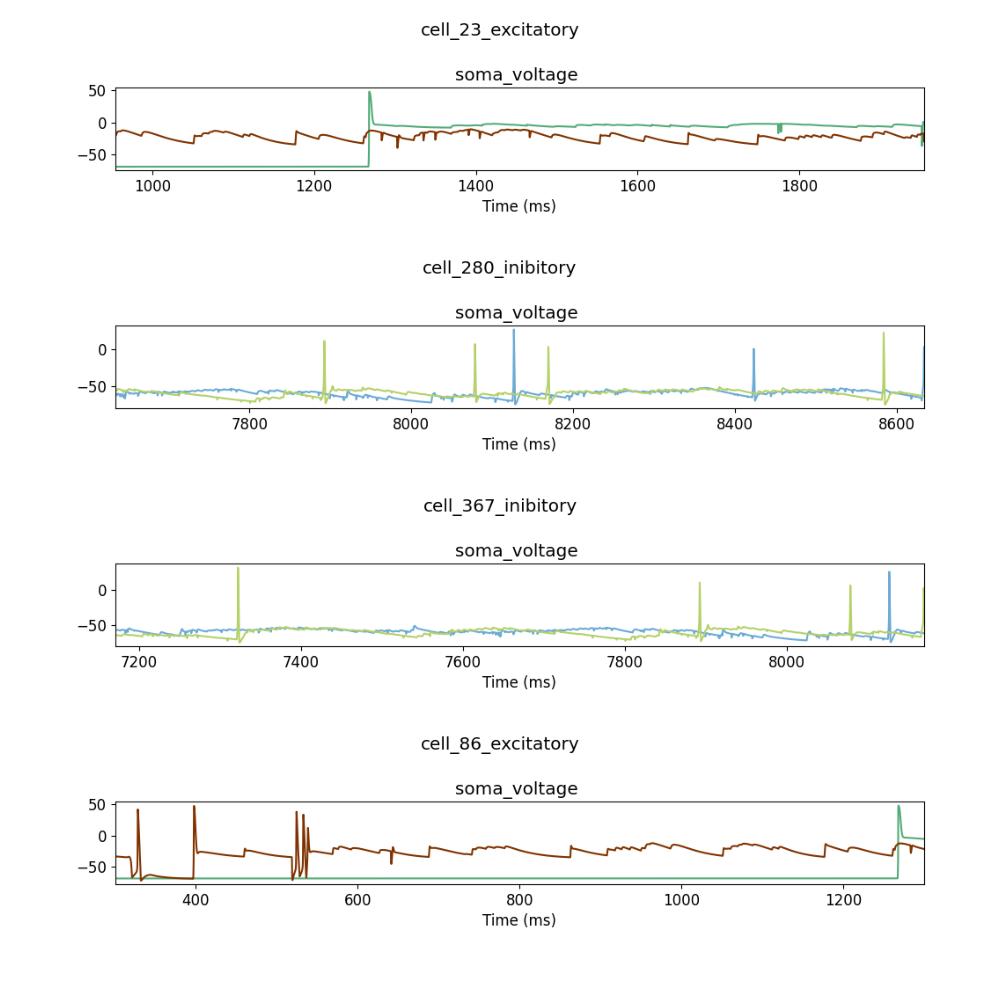 cell_23_excitatory
soma_voltage
50
0
−50
1000 1200 1400 1600 1800
Time (ms)
cell_280_inibitory
soma_voltage
0
−50
7800 8000 8200 8400 8600
Time (ms)
cell_367_inibitory
soma_voltage
0
−50
7200 7400 7600 7800 8000
Time (ms)
cell_86_excitatory
soma_voltage
50
0
−50
400 600 800 1000 1200
Time (ms)